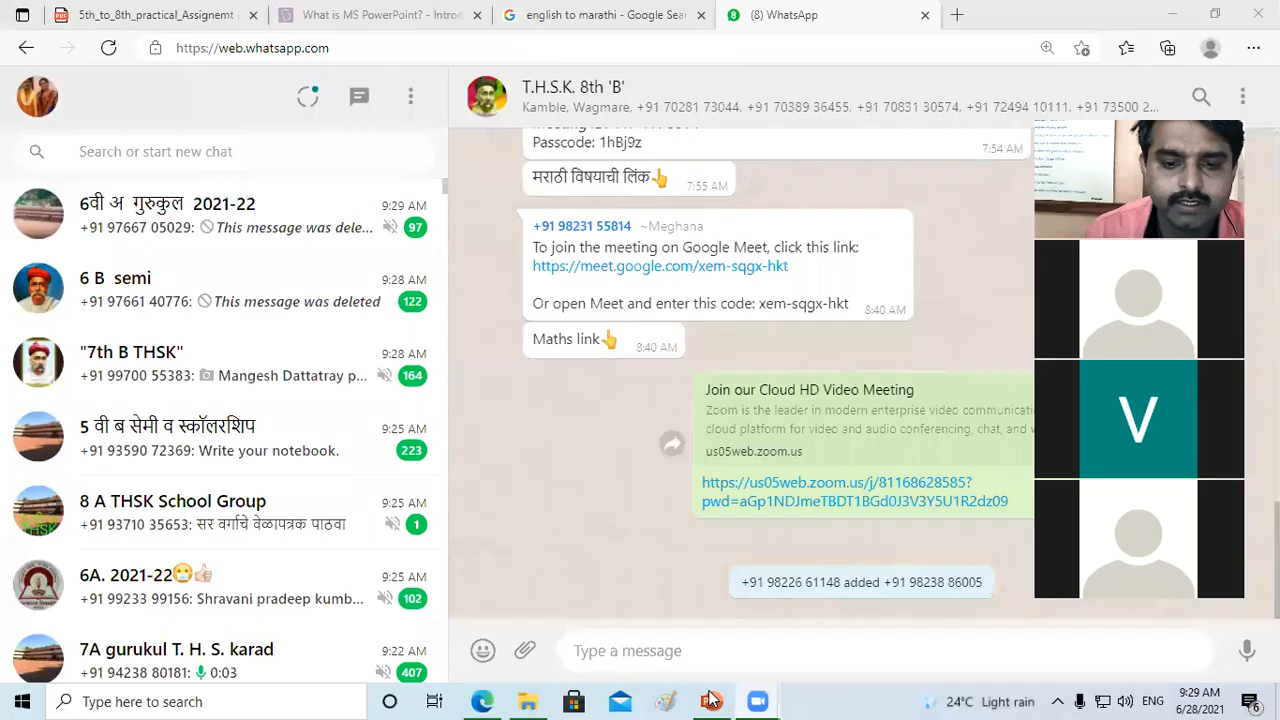 5th_to_8th_practical_Assignment
What is MS PowerPoint? - Introd
google marathi - Google Sear
(8) WhatsApp
https://web.whatsapp.com
T.H.S.K. 8th 'B'
Kamble, Wagmare, +91 70281 73044, +91 70389 36455, +91 70831 30574, +91 72494 10111, +91 73500 2...
Search or start new chat
6वी अ गुरुकुल 2021-22
9:29 AM
+91 97667 05029: This message was dele...
97
6 B semi
9:28 AM
+91 97661 40776: This message was deleted
122
"7th B THSK"
9:28 AM
+91 99700 55383: Mangesh Dattatray p...
164
5 वी ब सेमी व स्कॉलरशिप
9:25 AM
+91 93590 72369: Write your notebook.
223
8 A THSK School Group
9:25 AM
+91 93710 35653: सर वर्गाचे वेळापत्रक पाठवा
1
6A. 2021-22
9:25 AM
+91 99233 99156: Shravani pradeep kumb...
102
7A gurukul T. H. S. karad
9:22 AM
+91 94238 80181: 0:03
407
7:54 AM
मराठी विषयाची लिंक👆
7:55 AM
+91 98231 55814 ~Meghana
To join the meeting on Google Meet, click this link:
https://meet.google.com/xem-sqgx-hkt
Or open Meet and enter this code: xem-sqgx-hkt
8:40 AM
Maths link👆
8:40 AM
Join our Cloud HD Video Meeting
Zoom is the leader in modern enterprise video communicati
cloud platform for video and audio conferencing, chat, and w
us05web.zoom.us
https://us05web.zoom.us/j/81168628585?
pwd=aGp1NDJmeTBDT1BGd0J3V3Y5U1R2dz09
+91 98226 61148 added +91 98238 86005
Type a message
V
Type here to search
24°C Light rain
ENG
9:29 AM
6/28/2021
6